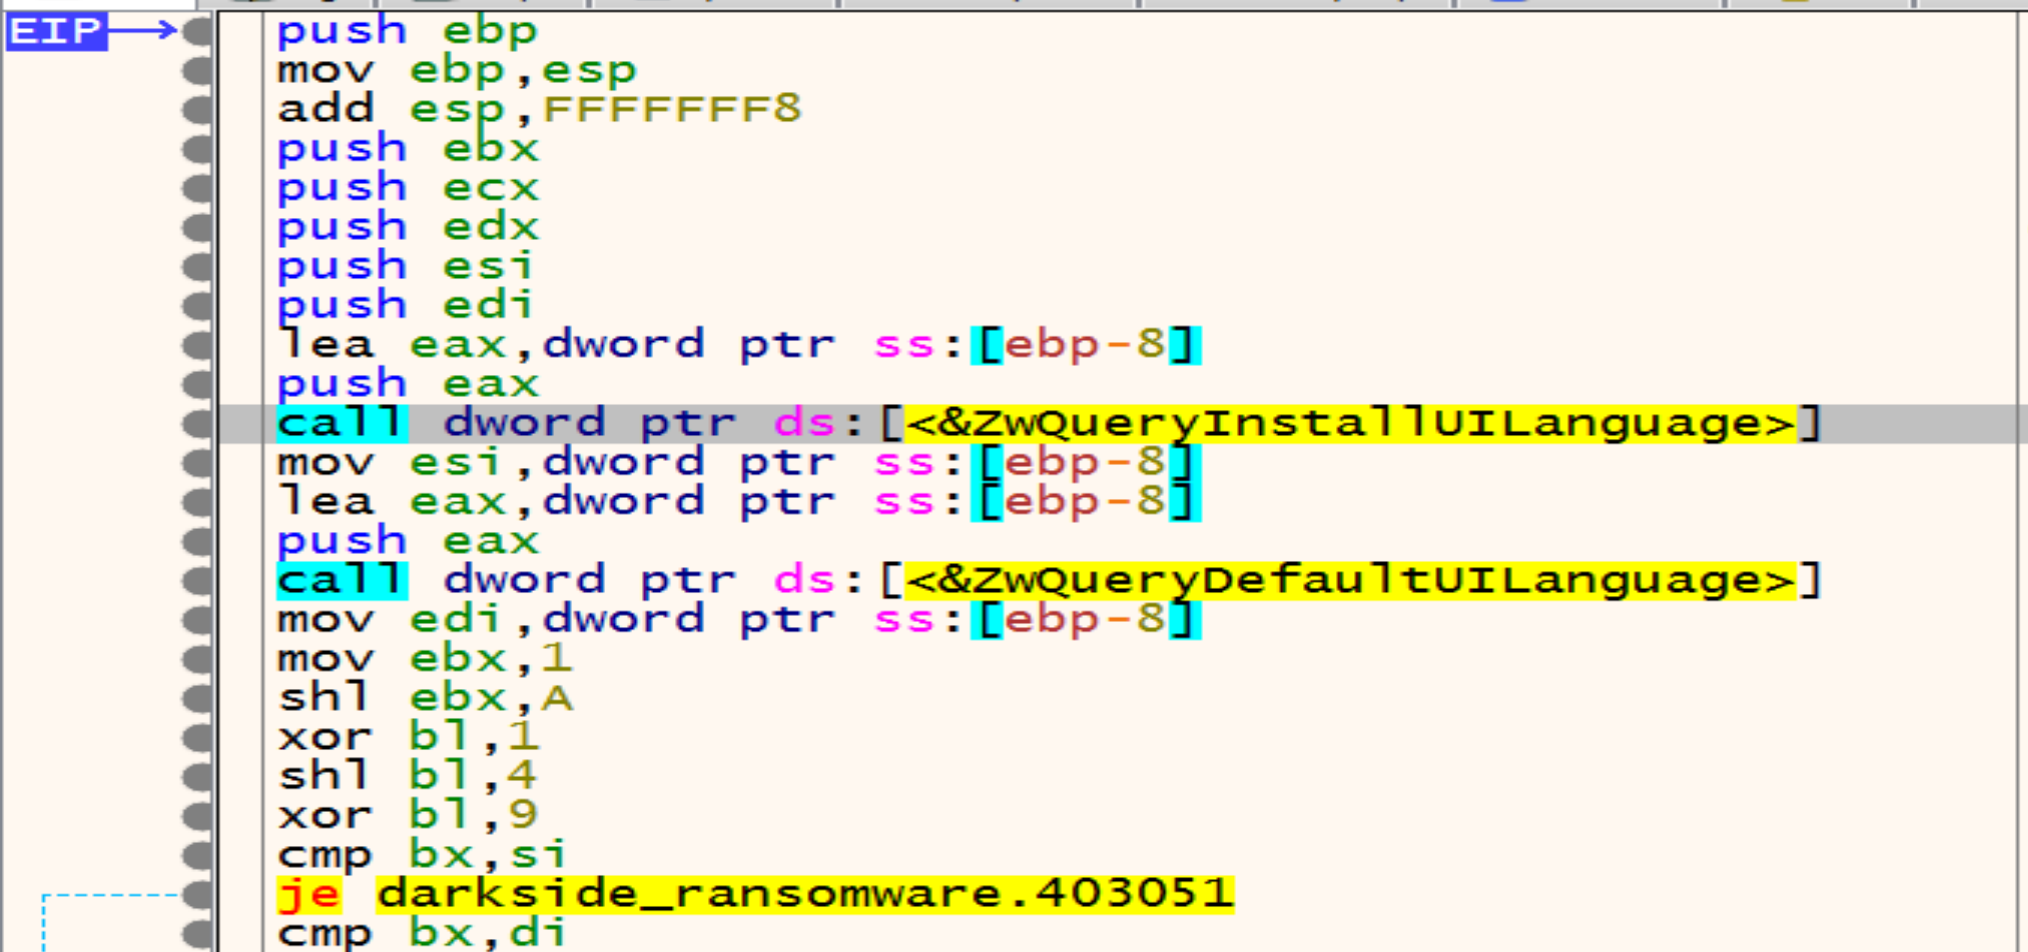 EIP
push ebp
mov ebp,esp
add esp,FFFFFFF8
push ebx
push ecx
push edx
push esi
push edi
lea eax,dword ptr ss:[ebp-8]
push eax
call dword ptr ds:[<&ZwQueryInstallUILanguage>]
mov esi,dword ptr ss:[ebp-8]
lea eax,dword ptr ss:[ebp-8]
push eax
call dword ptr ds:[<&ZwQueryDefaultUILanguage>]
mov edi,dword ptr ss:[ebp-8]
mov ebx,1
shl ebx,A
xor bl,1
shl bl,4
xor bl,9
cmp bx,si
je darkside_ransomware.403051
cmp bx,di